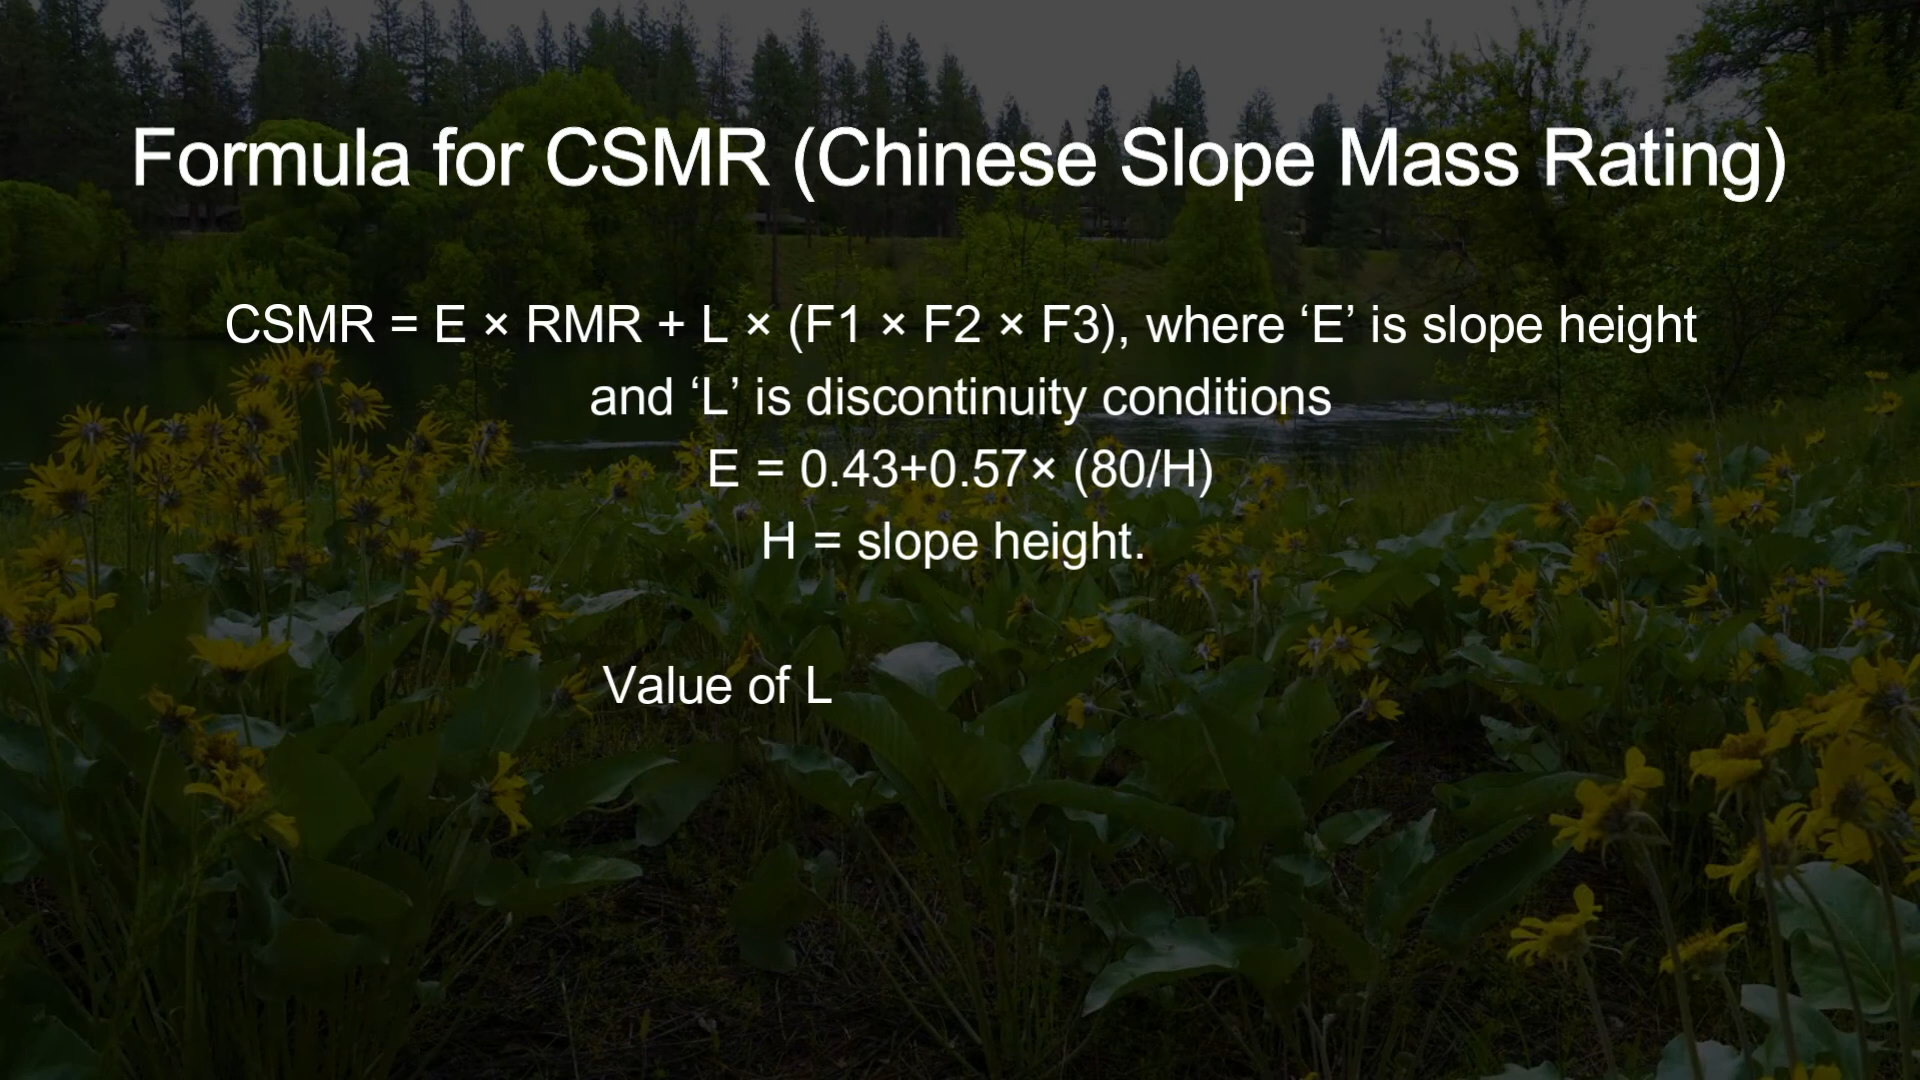 Formula for CSMR (Chinese Slope Mass Rating)
CSMR = E × RMR + L × (F1 × F2 × F3), where ‘E’ is slope height
and ‘L’ is discontinuity conditions
E = 0.43+0.57× (80/H)
H = slope height.
Value of L